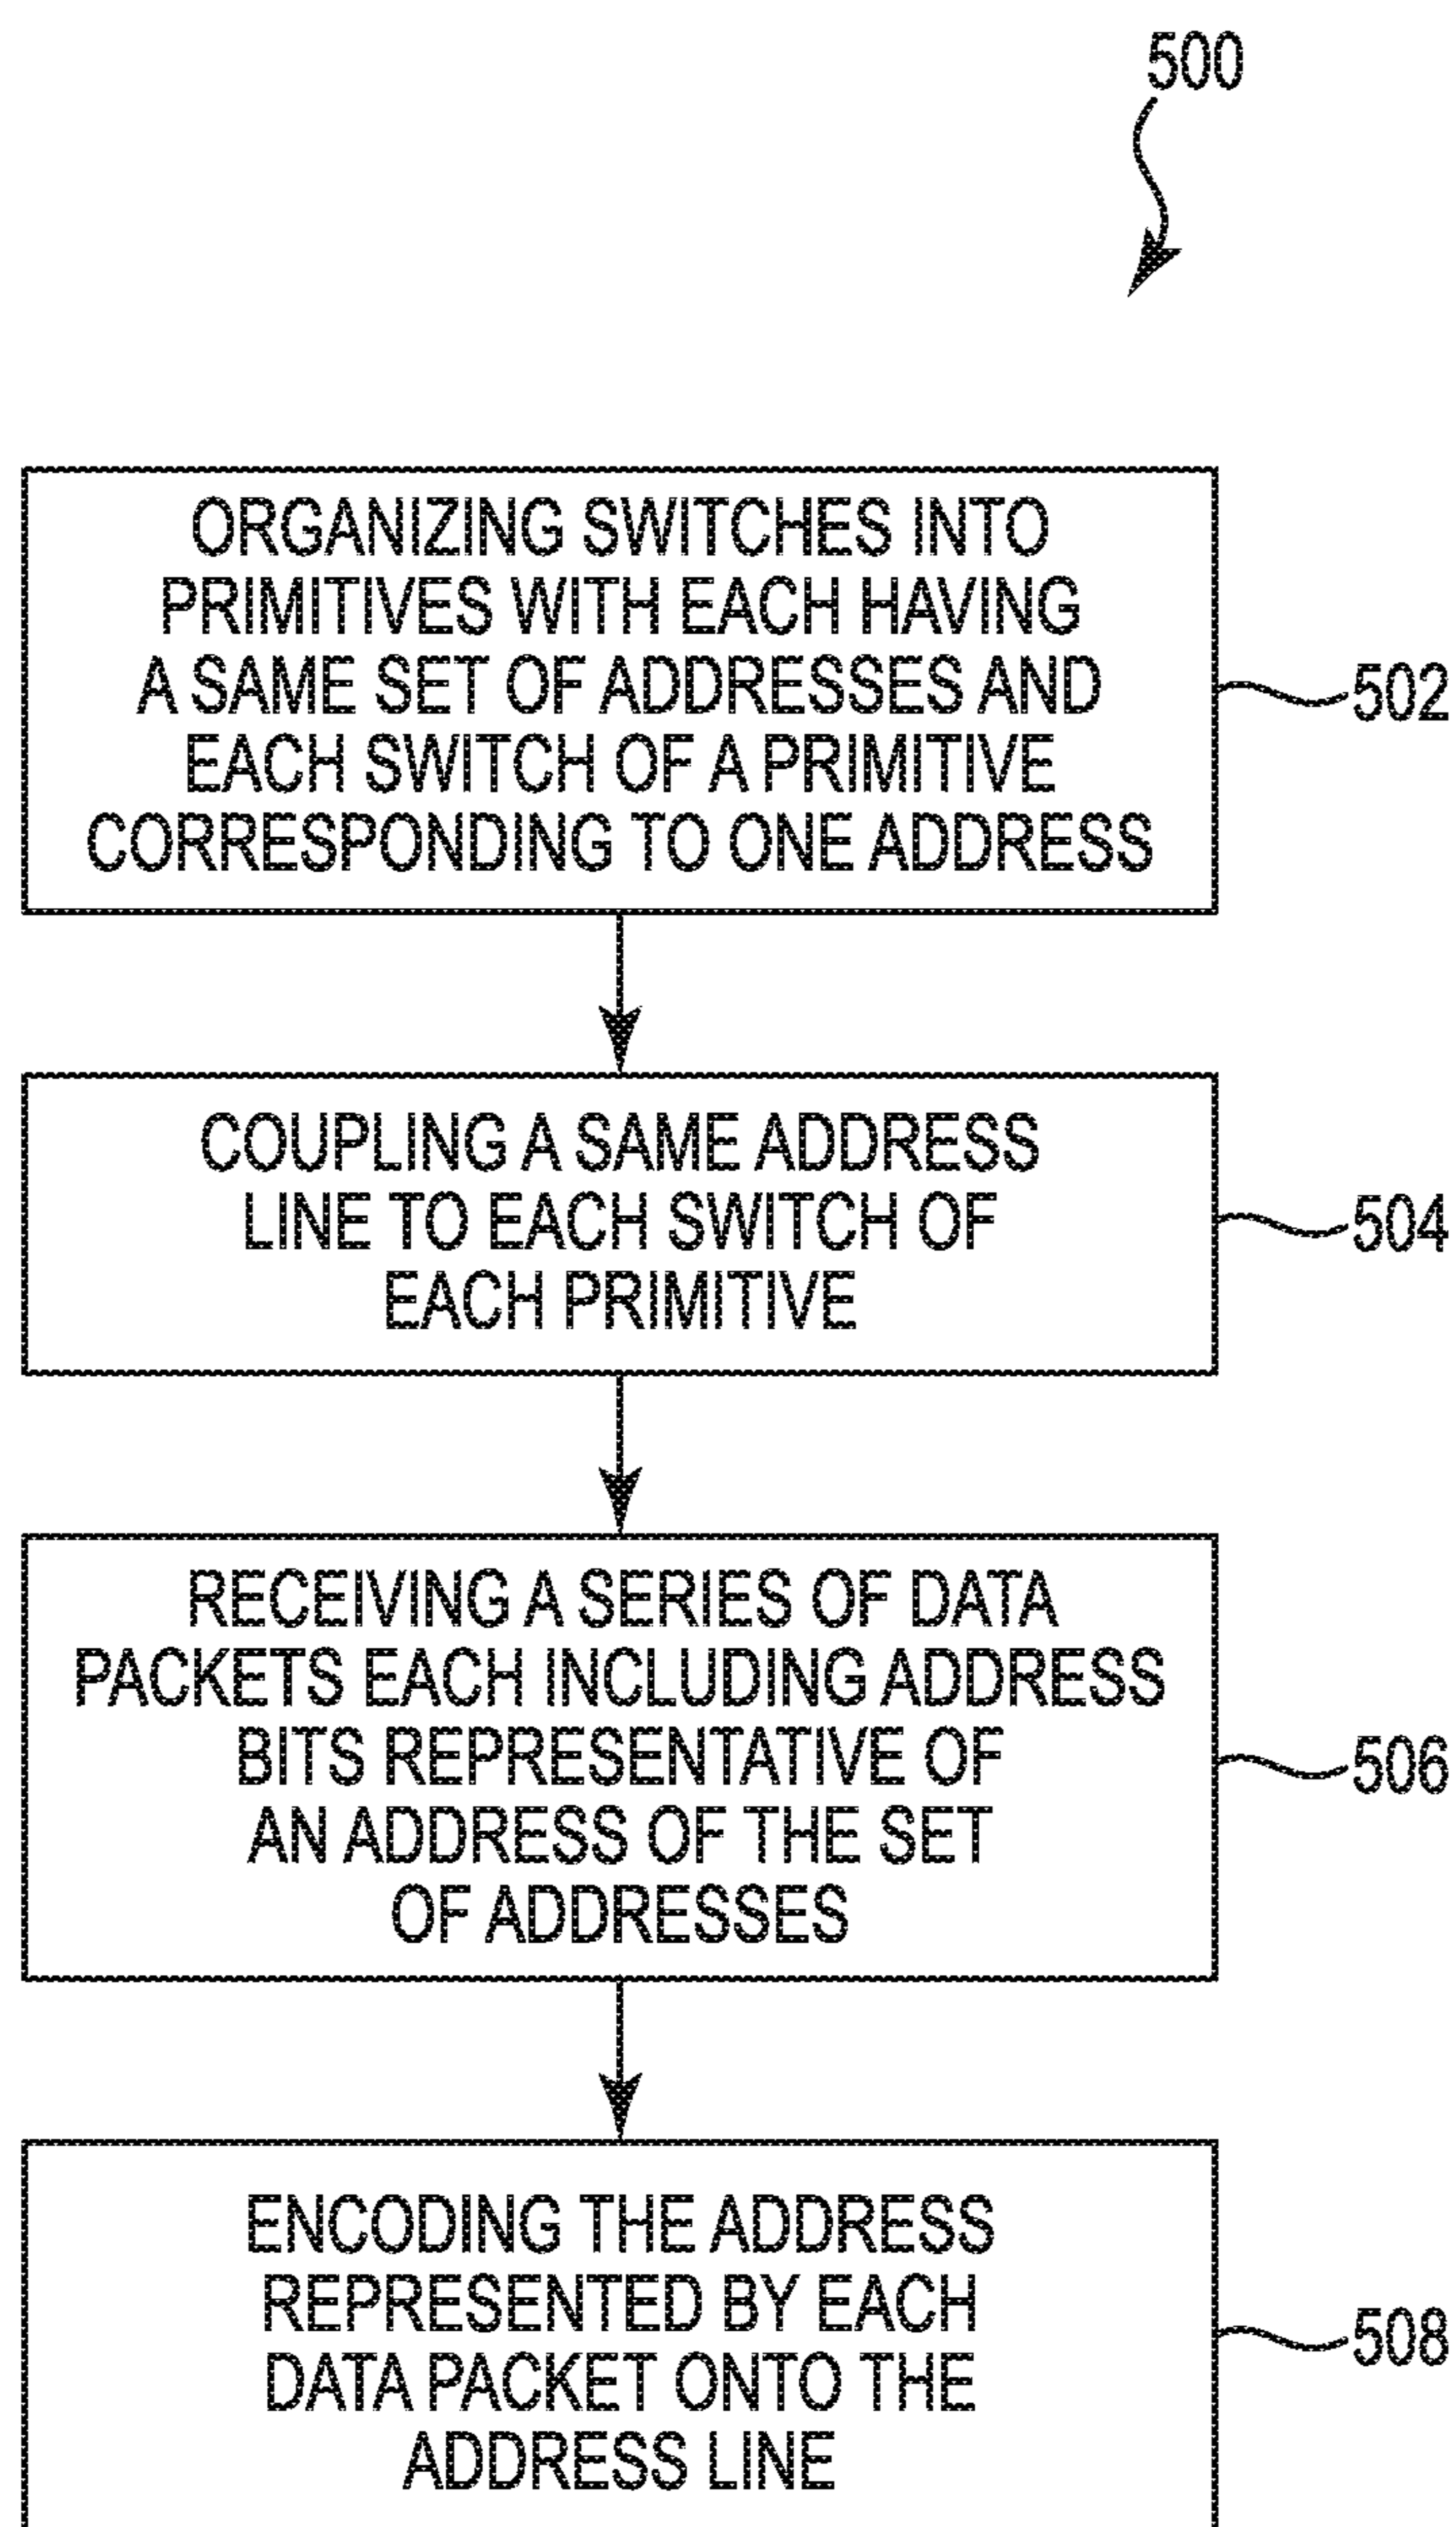 500
ORGANIZING SWITCHES INTO
PRIMITIVES WITH EACH HAVING
A SAME SET OF ADDRESSES AND
EACH SWITCH OF A PRIMITIVE
CORRESPONDING TO ONE ADDRESS
502
COUPLING A SAME ADDRESS
LINE TO EACH SWITCH OF
EACH PRIMITIVE
504
RECEIVING A SERIES OF DATA
PACKETS EACH INCLUDING ADDRESS
BITS REPRESENTATIVE OF
AN ADDRESS OF THE SET
OF ADDRESSES
506
ENCODING THE ADDRESS
REPRESENTED BY EACH
DATA PACKET ONTO THE
ADDRESS LINE
508